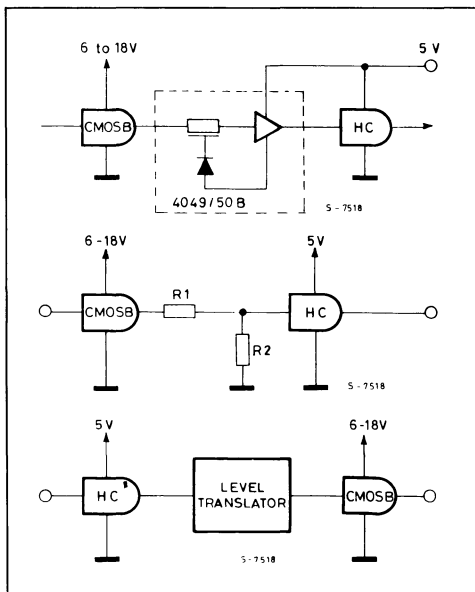 6 to 18V
5 V
CMOSB
HC
4049/50 B
S - 7518
6-18V
5V
R1
CMOSB
HC
R2
S - 7518
5V
6-18V
HC
LEVEL
TRANSLATOR
CMOSB
S-7518